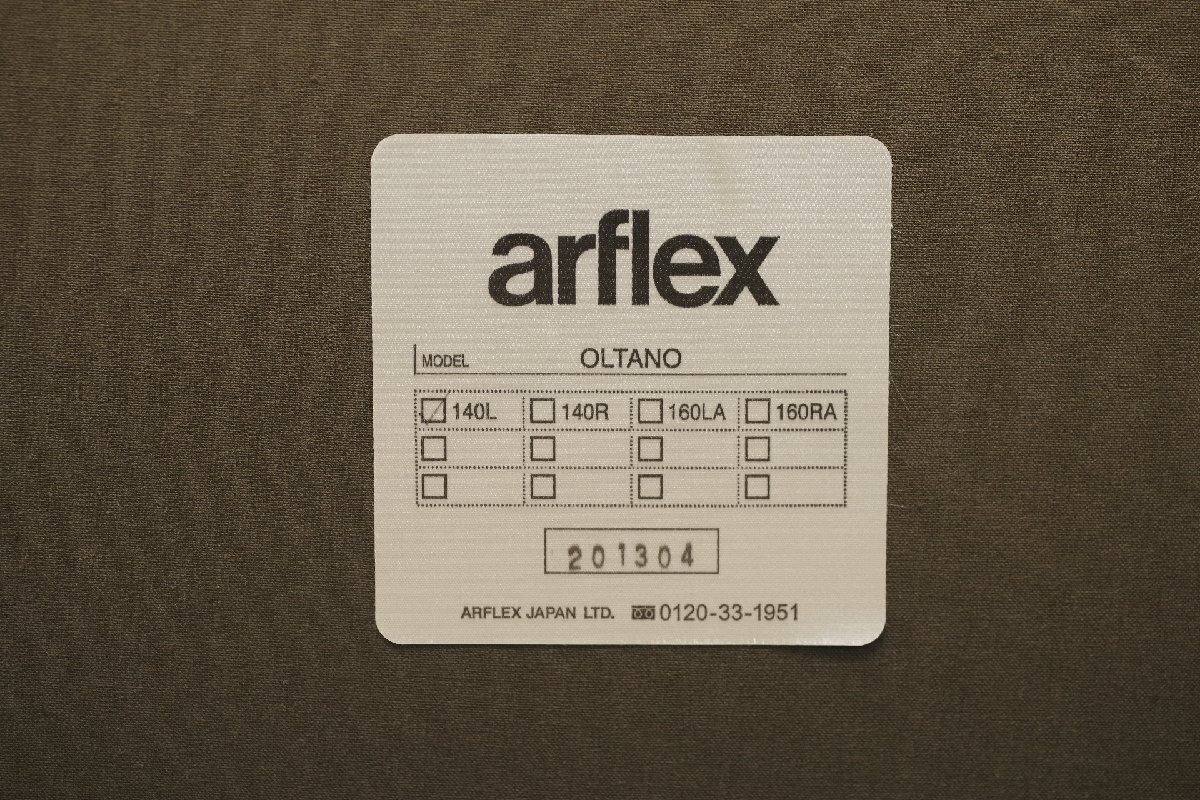 arflex
MODEL OLTANO
140L 140R 160LA 160RA
201304
ARFLEX JAPAN LTD. 0120-33-1951